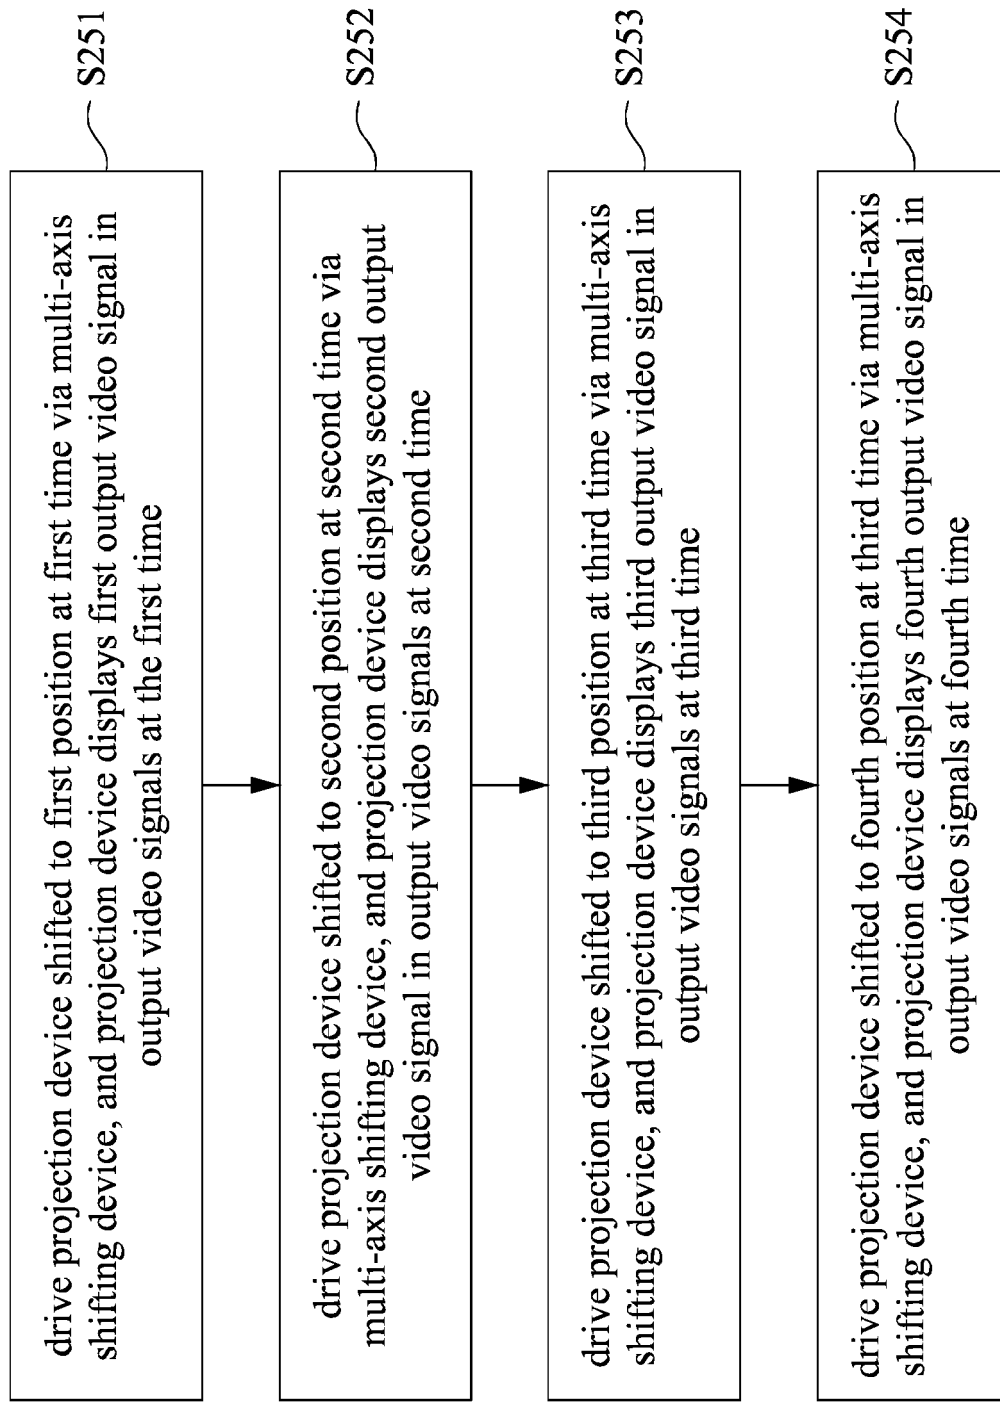 drive projection device shifted to first position at first time via multi-axis
shifting device, and projection device displays first output video signal in
output video signals at the first time
S251
drive projection device shifted to second position at second time via
multi-axis shifting device, and projection device displays second output
video signal in output video signals at second time
S252
drive projection device shifted to third position at third time via multi-axis
shifting device, and projection device displays third output video signal in
output video signals at third time
S253
drive projection device shifted to fourth position at third time via multi-axis
shifting device, and projection device displays fourth output video signal in
output video signals at fourth time
S254